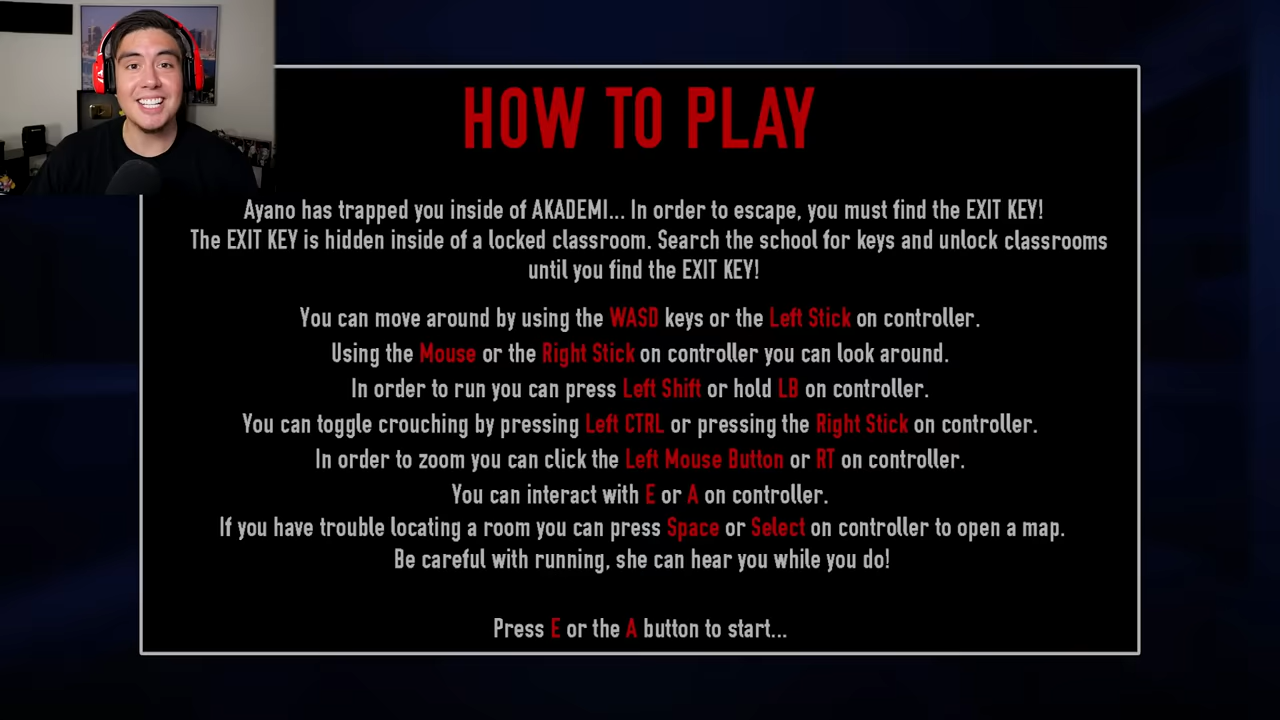 HOW TO PLAY
Ayano has trapped you inside of AKADEMI... In order to escape, you must find the EXIT KEY!
The EXIT KEY is hidden inside of a locked classroom. Search the school for keys and unlock classrooms
until you find the EXIT KEY!
You can move around by using the WASD keys or the Left Stick on controller.
Using the Mouse or the Right Stick on controller you can look around.
In order to run you can press Left Shift or hold LB on controller.
You can toggle crouching by pressing Left CTRL or pressing the Right Stick on controller.
In order to zoom you can click the Left Mouse Button or RT on controller.
You can interact with E or A on controller.
If you have trouble locating a room you can press Space or Select on controller to open a map.
Be careful with running, she can hear you while you do!
Press E or the A button to start...